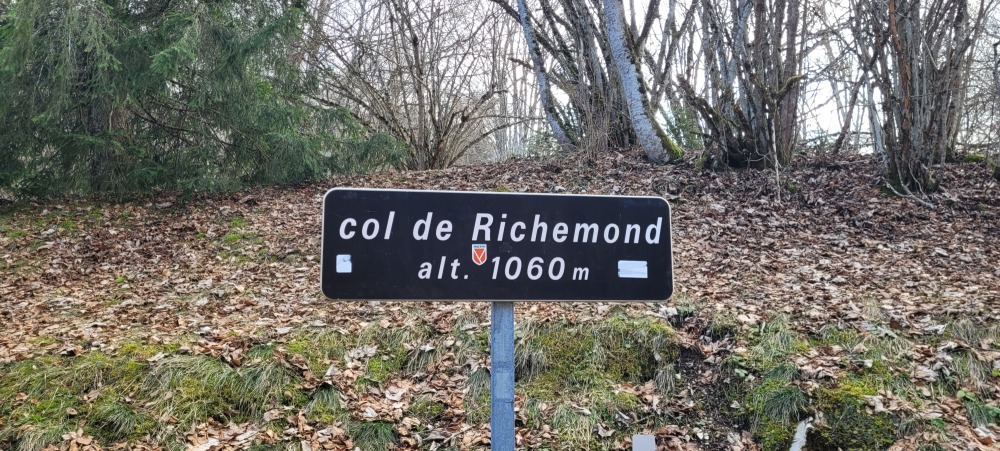 col de Richemond
alt. 1060 m